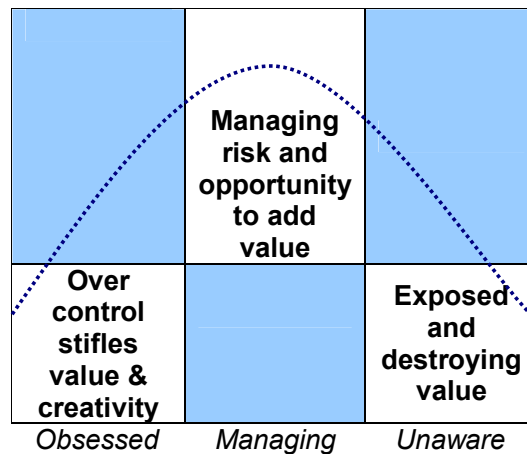 Managing
risk and
opportunity
to add
value
Over
control
stifles
value &
creativity
Exposed
and
destroying
value
Obsessed
Managing
Unaware